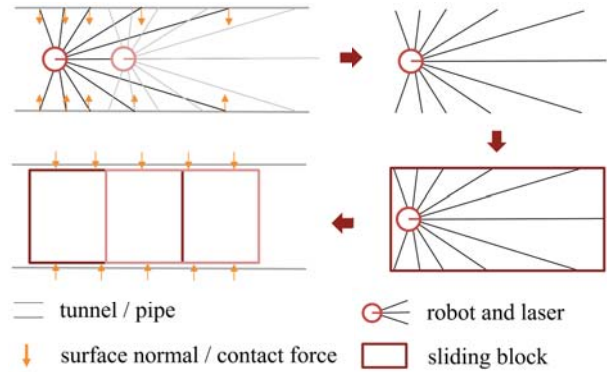 tunnel / pipe
robot and laser
surface normal / contact force
sliding block